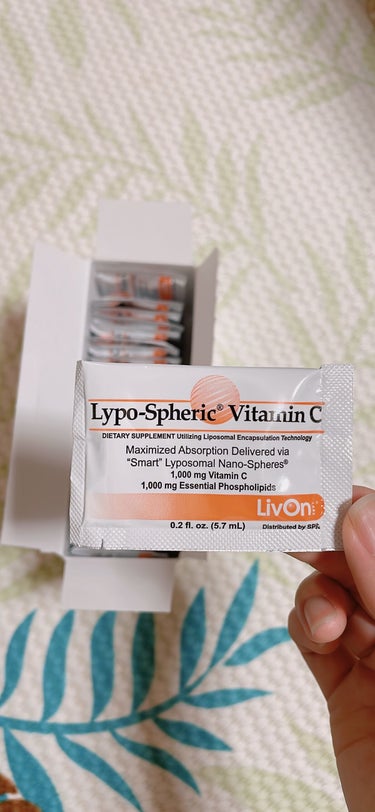 Lypo-Spheric® Vitamin C
DIETARY SUPPLEMENT Utilizing Liposomal Encapsulation Technology
Maximized Absorption Delivered via
"Smart" Lyposomal Nano-Spheres®
1,000 mg Vitamin C
1,000 mg Essential Phospholipids
LivOn
0.2 fl. oz. (5.7 mL)
Distributed by